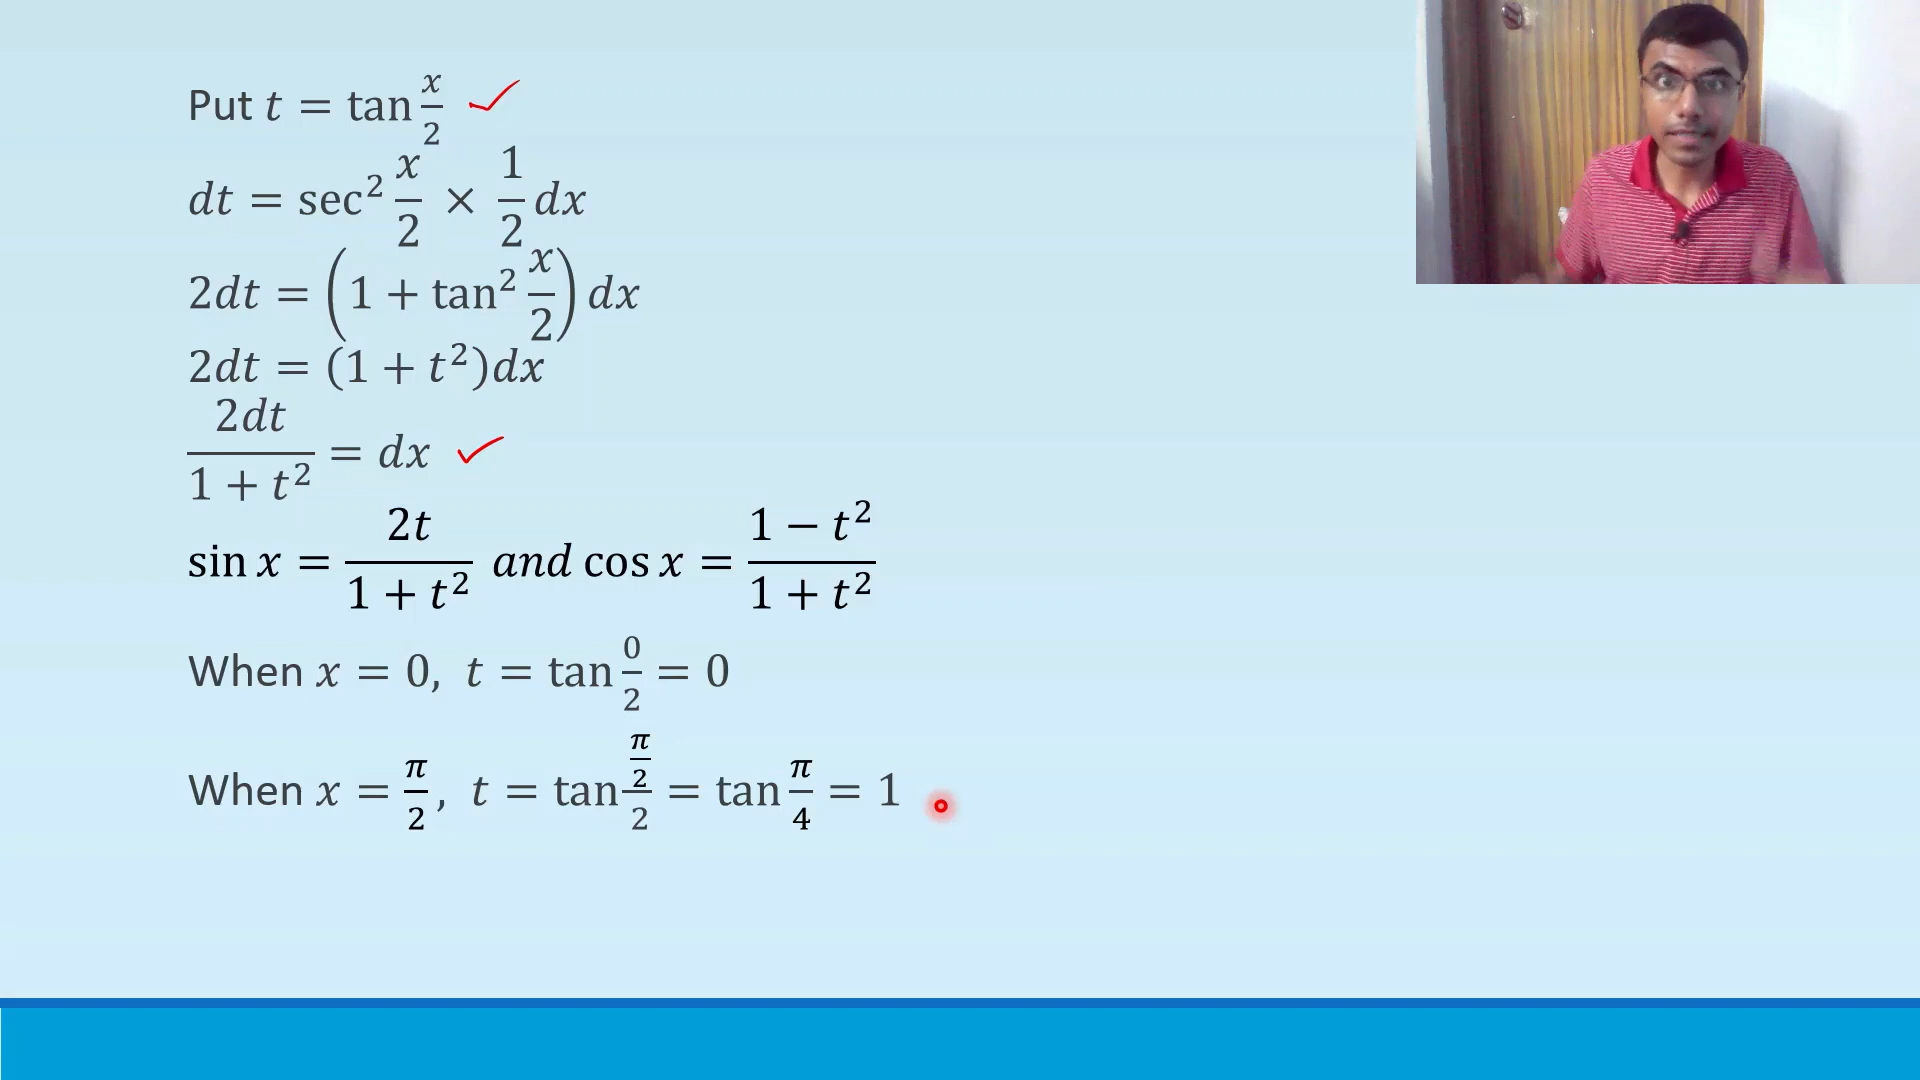 Put t = tan x/2
dt = sec² x/2 × 1/2 dx
2dt = (1 + tan² x/2) dx
2dt = (1 + t²)dx
2dt/(1 + t²) = dx
sin x = 2t/(1 + t²) and cos x = (1 − t²)/(1 + t²)
When x = 0, t = tan 0/2 = 0
When x = π/2, t = tan (π/2)/2 = tan π/4 = 1